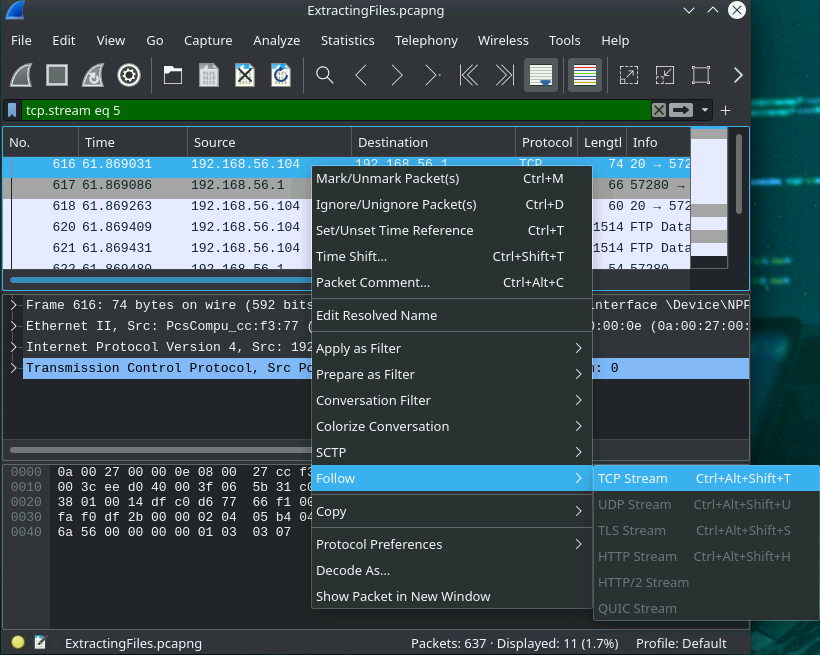 ExtractingFiles.pcapng
File Edit View Go Capture Analyze Statistics Telephony Wireless Tools Help
tcp.stream eq 5
No. Time Source Destination Protocol Lengtl Info
616 61.869031 192.168.56.104 192.168.56.1 TCP 74 20 → 572
617 61.869086 192.168.56.1 66 57280 →
618 61.869263 192.168.56.104 60 20 → 572
620 61.869409 192.168.56.104 1514 FTP Data
621 61.869431 192.168.56.104 1514 FTP Data
622 61.869480 192.168.56.1 54 57280
Mark/Unmark Packet(s) Ctrl+M
Ignore/Unignore Packet(s) Ctrl+D
Set/Unset Time Reference Ctrl+T
Time Shift... Ctrl+Shift+T
Packet Comment... Ctrl+Alt+C
Edit Resolved Name
Apply as Filter
Prepare as Filter
Conversation Filter
Colorize Conversation
SCTP
Follow
Copy
Protocol Preferences
Decode As...
Show Packet in New Window
TCP Stream Ctrl+Alt+Shift+T
UDP Stream Ctrl+Alt+Shift+U
TLS Stream Ctrl+Alt+Shift+S
HTTP Stream Ctrl+Alt+Shift+H
HTTP/2 Stream
QUIC Stream
Frame 616: 74 bytes on wire (592 bits nterface \Device\NPF
Ethernet II, Src: PcsCompu_cc:f3:77 ( 0:00:0e (0a:00:27:00:
Internet Protocol Version 4, Src: 192
Transmission Control Protocol, Src Po : 0
0000 0a 00 27 00 00 0e 08 00 27 cc f3
0010 00 3c ee d0 40 00 3f 06 5b 31 c0
0020 38 01 00 14 df c0 d6 77 66 f1 00
0030 fa f0 df 2b 00 00 02 04 05 b4 04
0040 6a 56 00 00 00 00 01 03 03 07
ExtractingFiles.pcapng Packets: 637 · Displayed: 11 (1.7%) Profile: Default